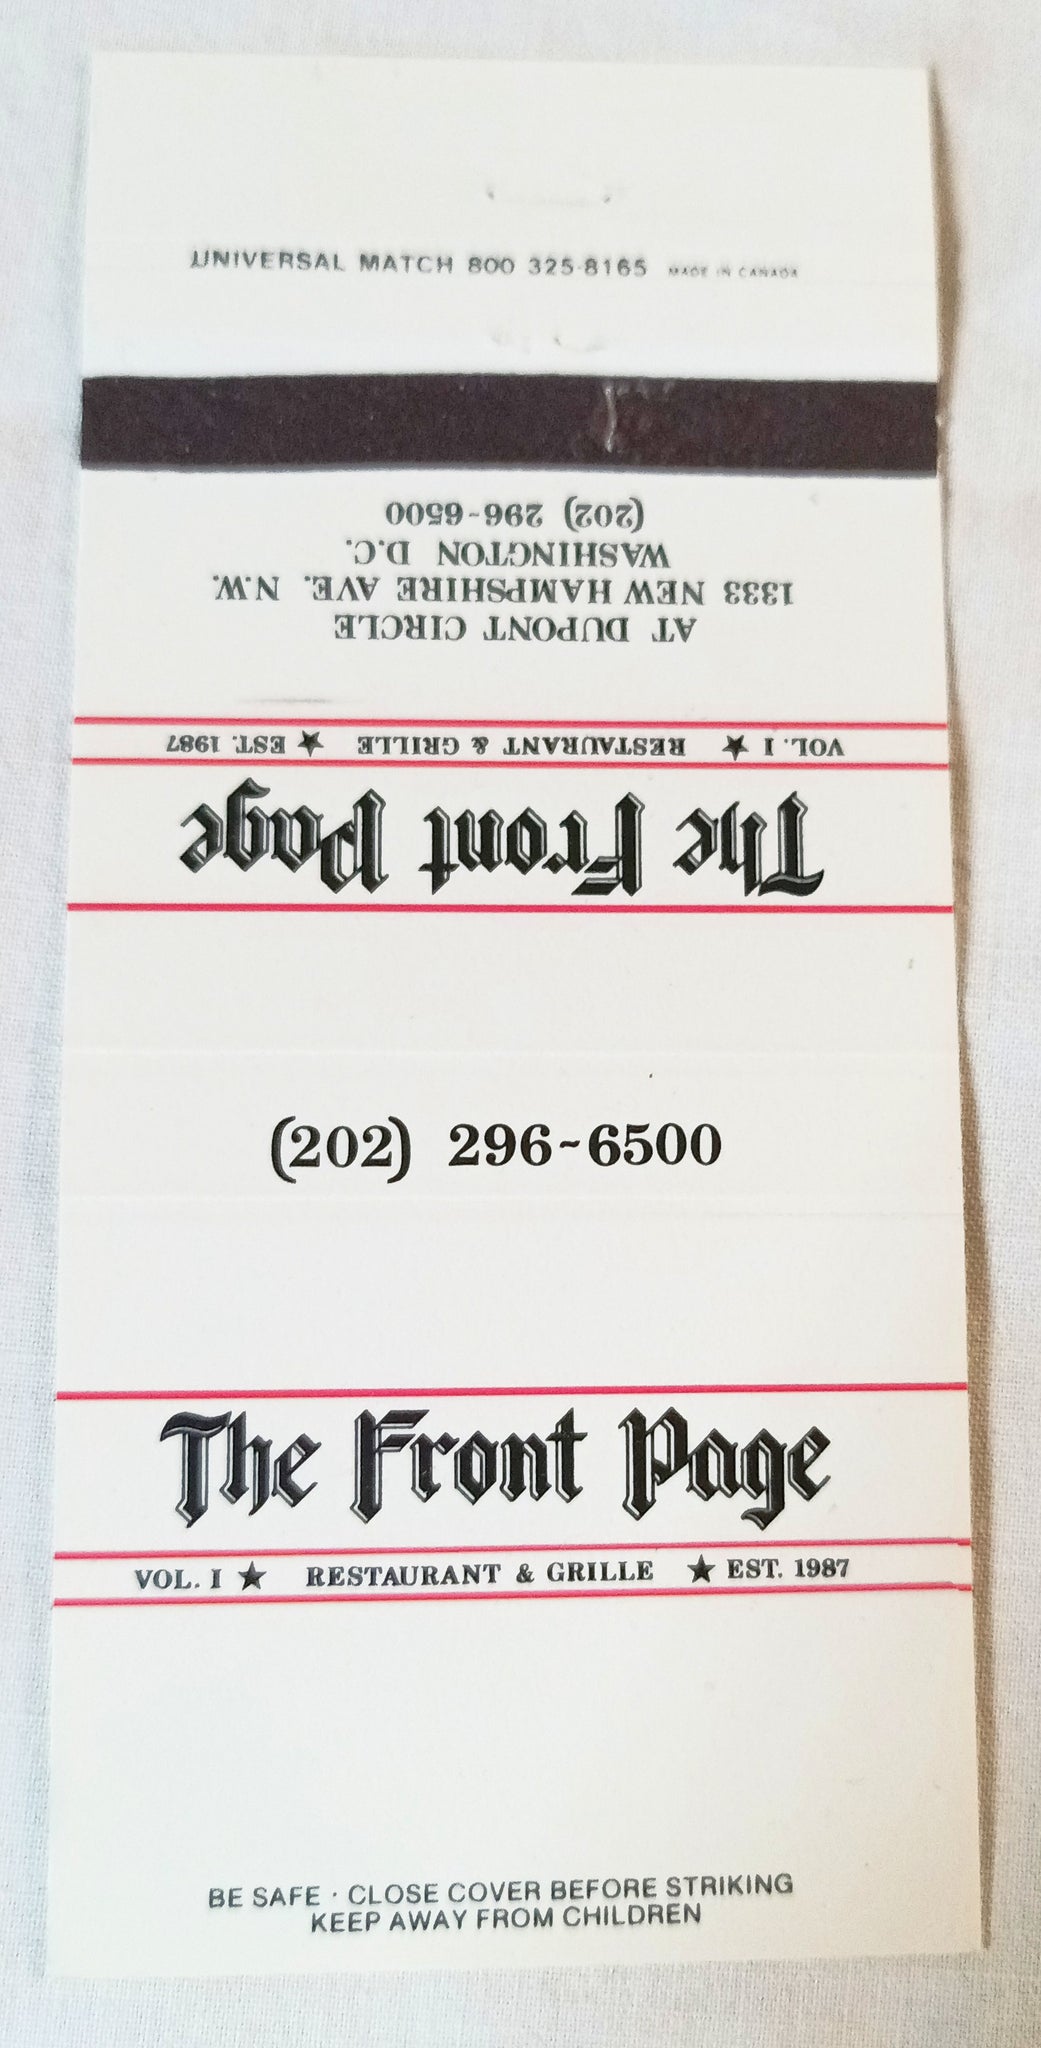 UNIVERSAL MATCH 800 325-8165 MADE IN CANADA
The Front Page
VOL. I ★ RESTAURANT & GRILLE ★ EST. 1987
AT DUPONT CIRCLE
1333 NEW HAMPSHIRE AVE. N.W.
WASHINGTON D.C.
(202) 296-6500
(202) 296-6500
The Front Page
VOL. I ★ RESTAURANT & GRILLE ★ EST. 1987
BE SAFE · CLOSE COVER BEFORE STRIKING
KEEP AWAY FROM CHILDREN